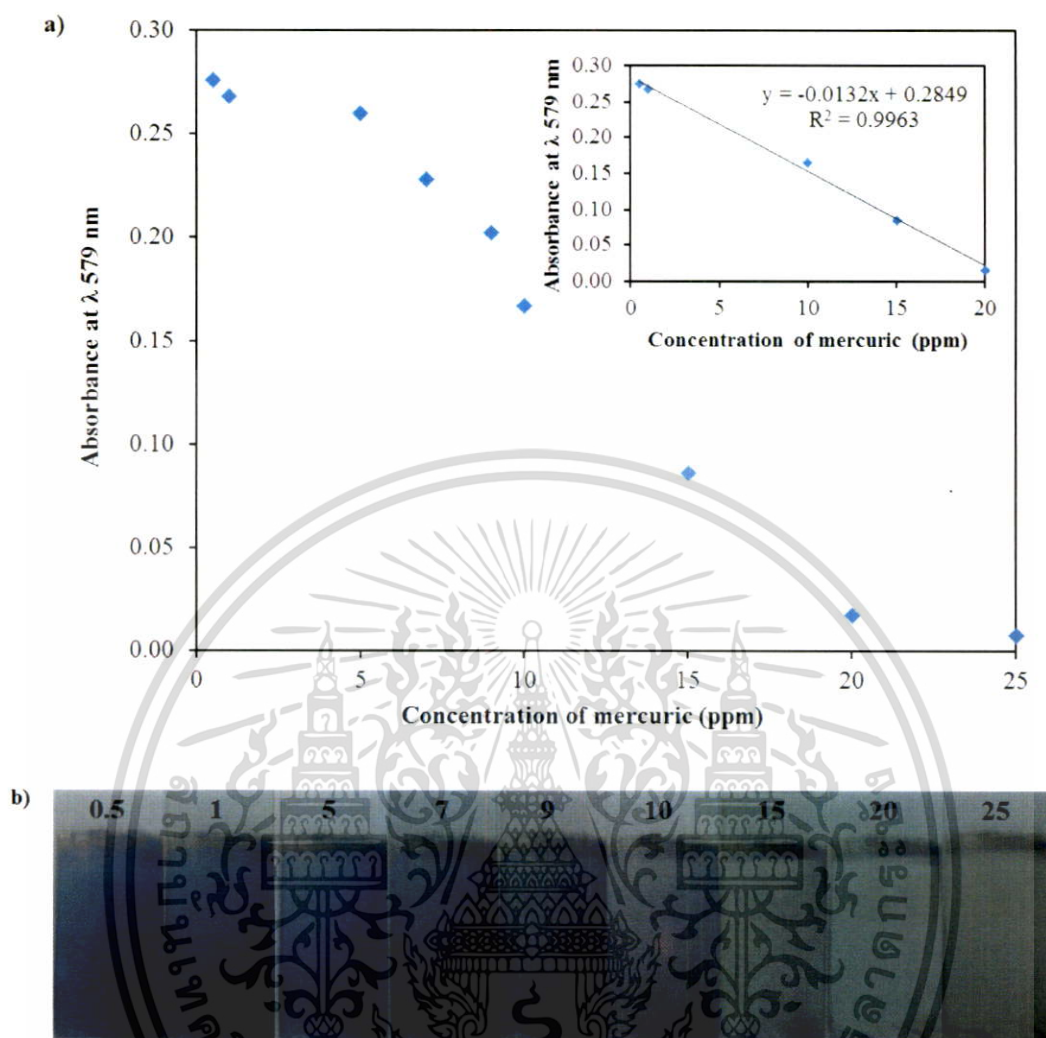 a)
0.30
0.25
0.20
0.15
0.10
0.05
0.00
0 5 10 15 20 25
Absorbance at λ 579 nm
Concentration of mercuric (ppm)
0.30
0.25
0.20
0.15
0.10
0.05
0.00
0 5 10 15 20
Absorbance at λ 579 nm
y = -0.0132x + 0.2849
R² = 0.9963
Concentration of mercuric (ppm)
b)
0.5 1 5 7 9 10 15 20 25